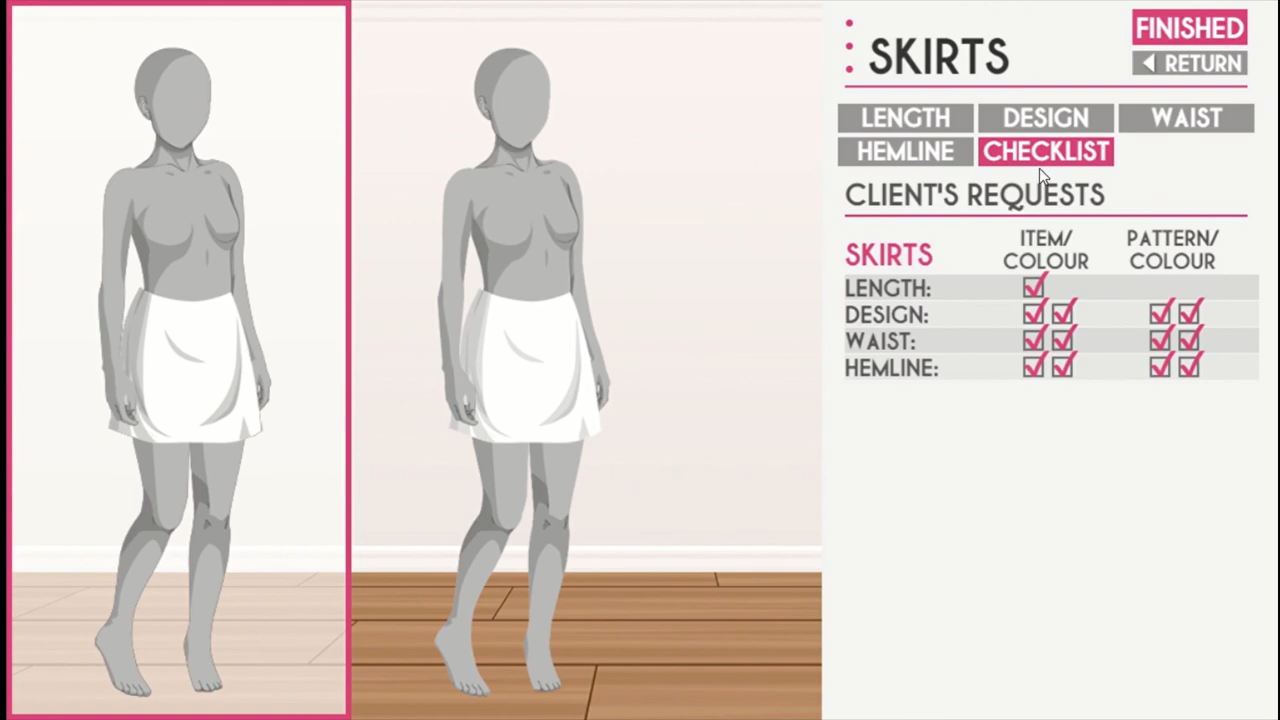 SKIRTS
FINISHED
RETURN
LENGTH DESIGN WAIST
HEMLINE CHECKLIST
CLIENT'S REQUESTS
SKIRTS
ITEM/
COLOUR
PATTERN/
COLOUR
LENGTH:
DESIGN:
WAIST:
HEMLINE: